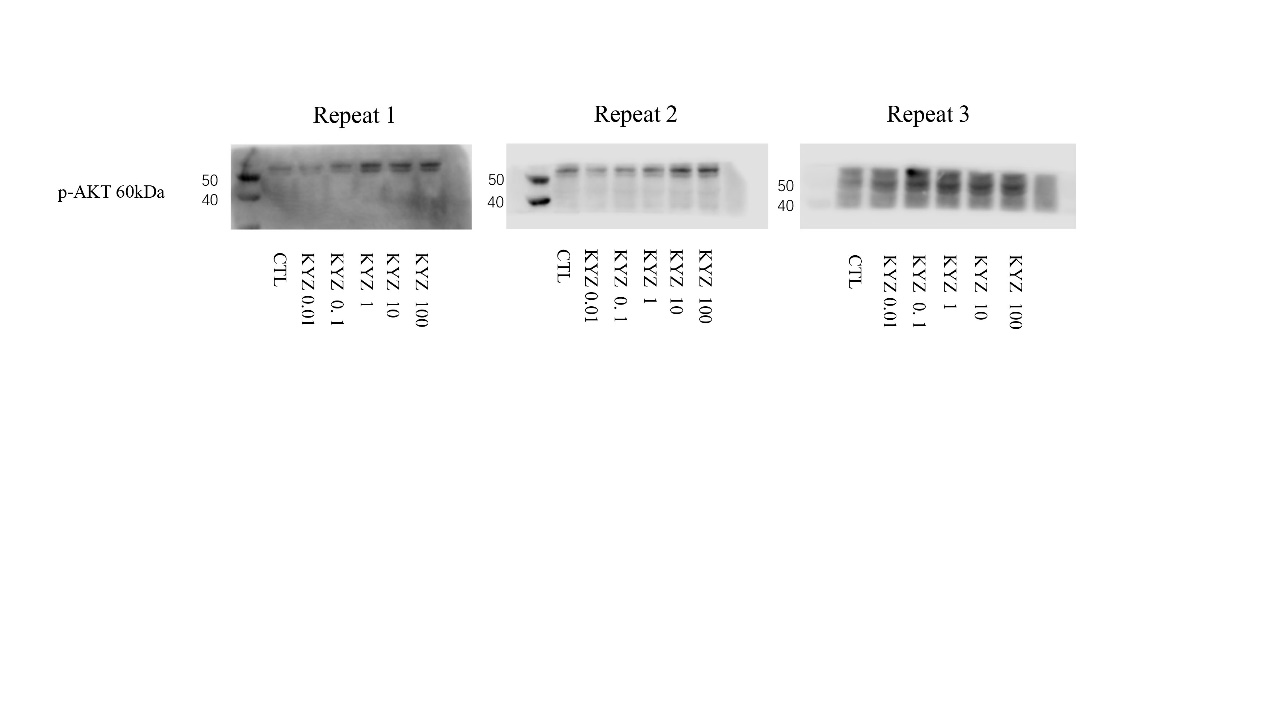 Repeat 1
Repeat 2
Repeat 3
p-AKT 60kDa
50
40
50
40
50
40
CTL
KYZ 0.01
KYZ 0. 1
KYZ 1
KYZ 10
KYZ 100
CTL
KYZ 0.01
KYZ 0. 1
KYZ 1
KYZ 10
KYZ 100
CTL
KYZ 0.01
KYZ 0. 1
KYZ 1
KYZ 10
KYZ 100